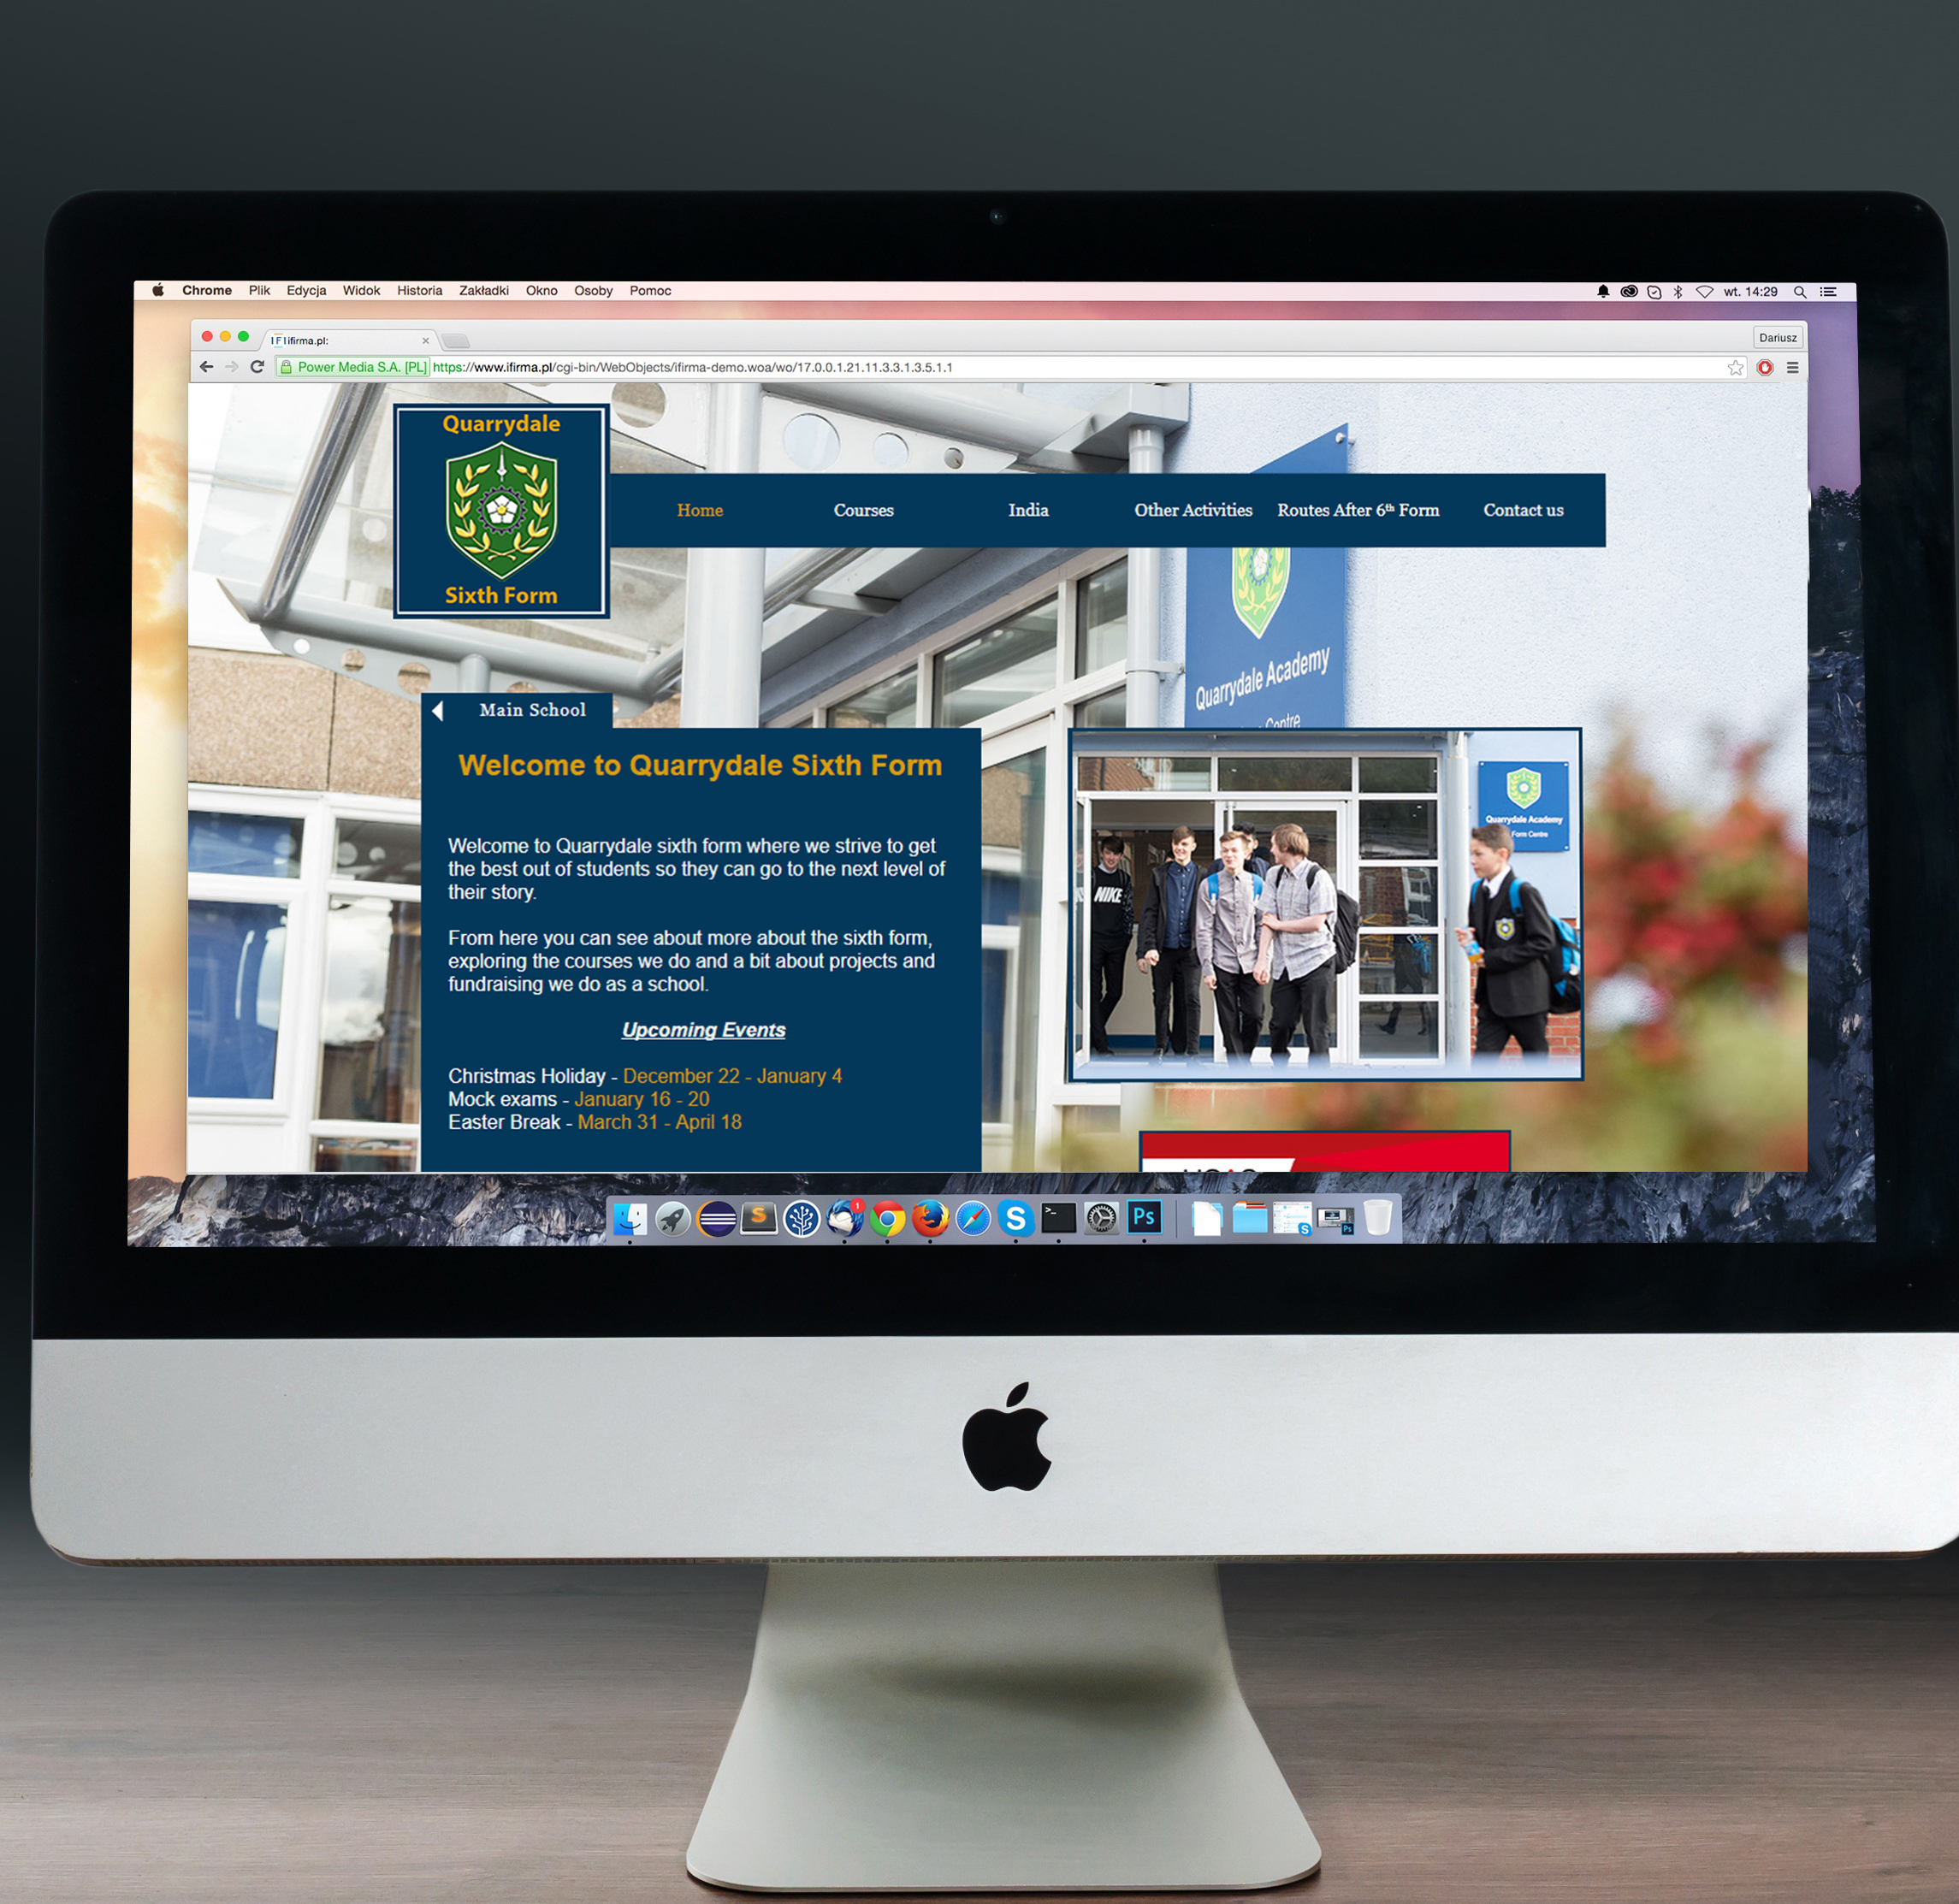 Chrome Plik Edycja Widok Historia Zakładki Okno Osoby Pomoc
wt. 14:29
ifirma.pl:
Dariusz
Power Media S.A. [PL] https://www.ifirma.pl/cgi-bin/WebObjects/ifirma-demo.woa/wo/17.0.0.1.21.11.3.3.1.3.5.1.1
Quarrydale
Sixth Form
Home Courses India Other Activities Routes After 6th Form Contact us
Quarrydale Academy
Centre
Main School
Welcome to Quarrydale Sixth Form
Welcome to Quarrydale sixth form where we strive to get
the best out of students so they can go to the next level of
their story.
From here you can see about more about the sixth form,
exploring the courses we do and a bit about projects and
fundraising we do as a school.
Upcoming Events
Christmas Holiday - December 22 - January 4
Mock exams - January 16 - 20
Easter Break - March 31 - April 18
NIKE
Quarrydale Academy
Form Centre
1
S
S
Ps